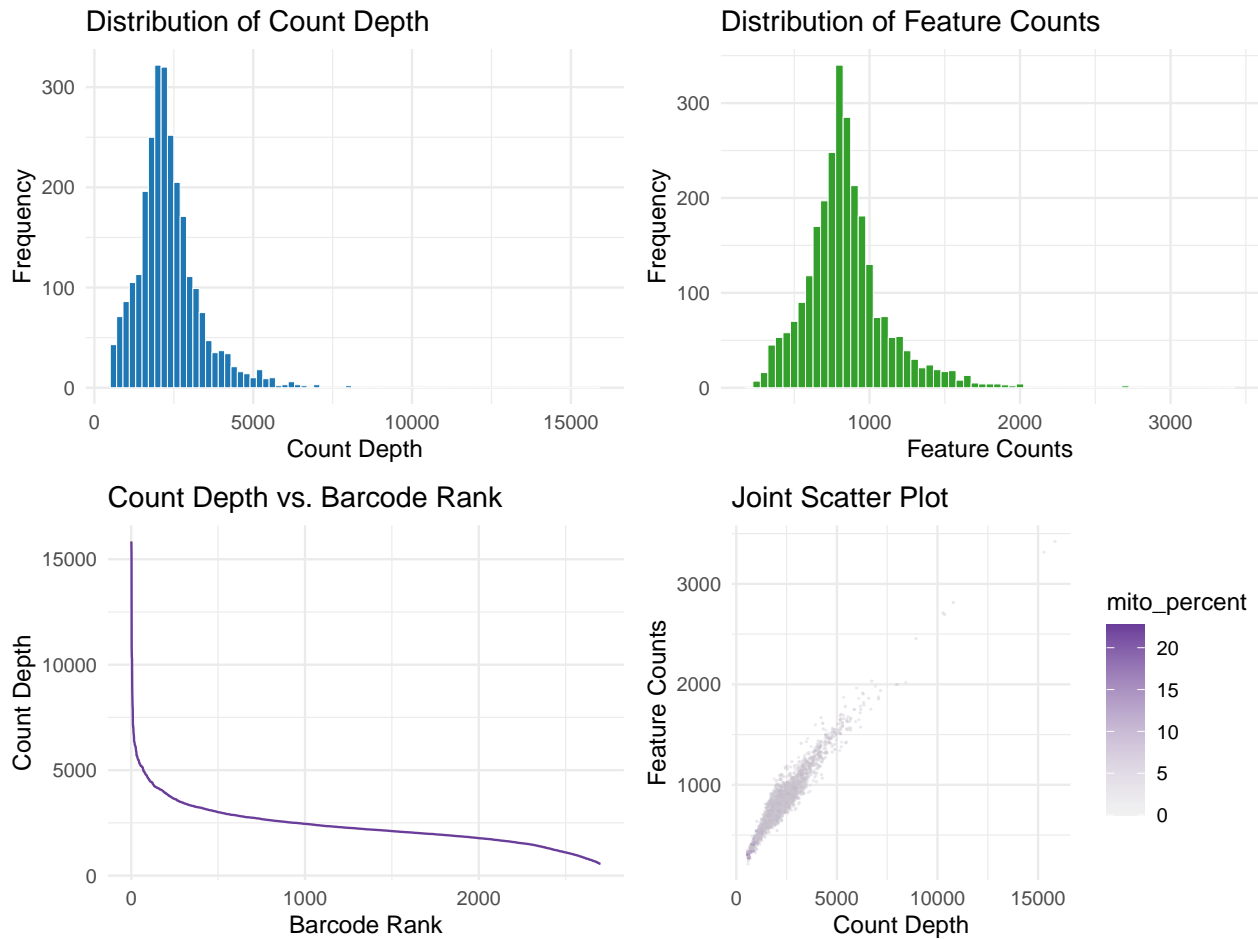 Distribution of Count Depth
300
200
100
0
Frequency
0 5000 10000 15000
Count Depth
Distribution of Feature Counts
300
200
100
0
Frequency
1000 2000 3000
Feature Counts
Count Depth vs. Barcode Rank
15000
10000
5000
0
Count Depth
0 1000 2000
Barcode Rank
Joint Scatter Plot
3000
2000
1000
Feature Counts
0 5000 10000 15000
Count Depth
mito_percent
20
15
10
5
0